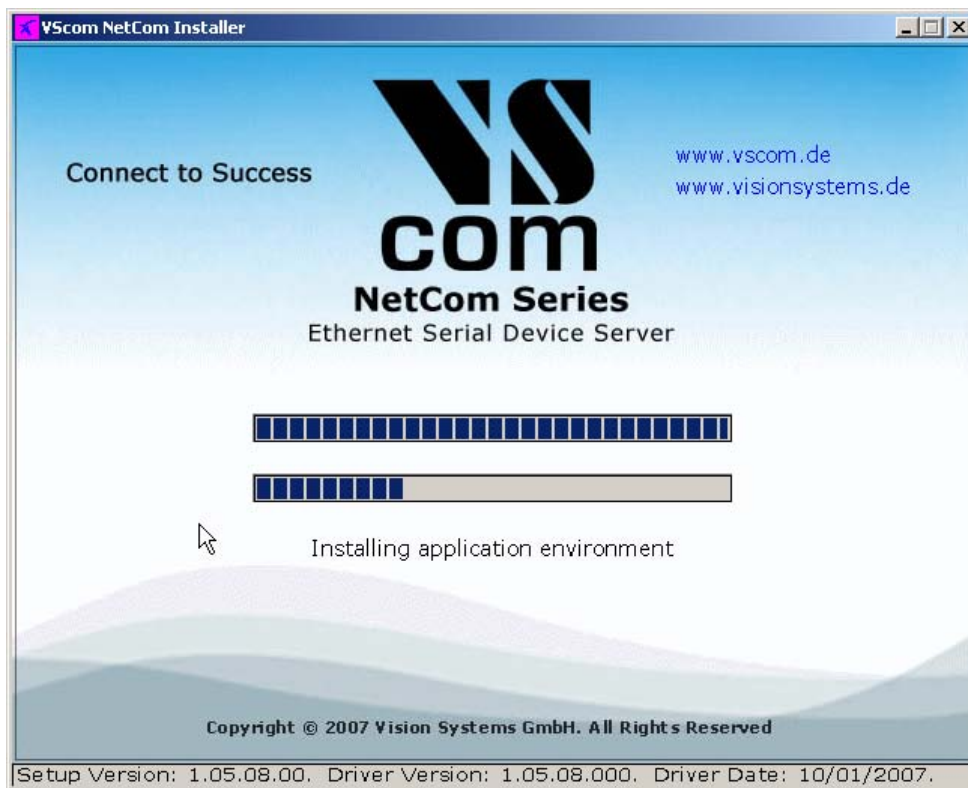 VScom NetCom Installer
VS
com
Connect to Success
www.vscom.de
www.visionsystems.de
NetCom Series
Ethernet Serial Device Server
Installing application environment
Copyright © 2007 Vision Systems GmbH. All Rights Reserved
Setup Version: 1.05.08.00. Driver Version: 1.05.08.000. Driver Date: 10/01/2007.